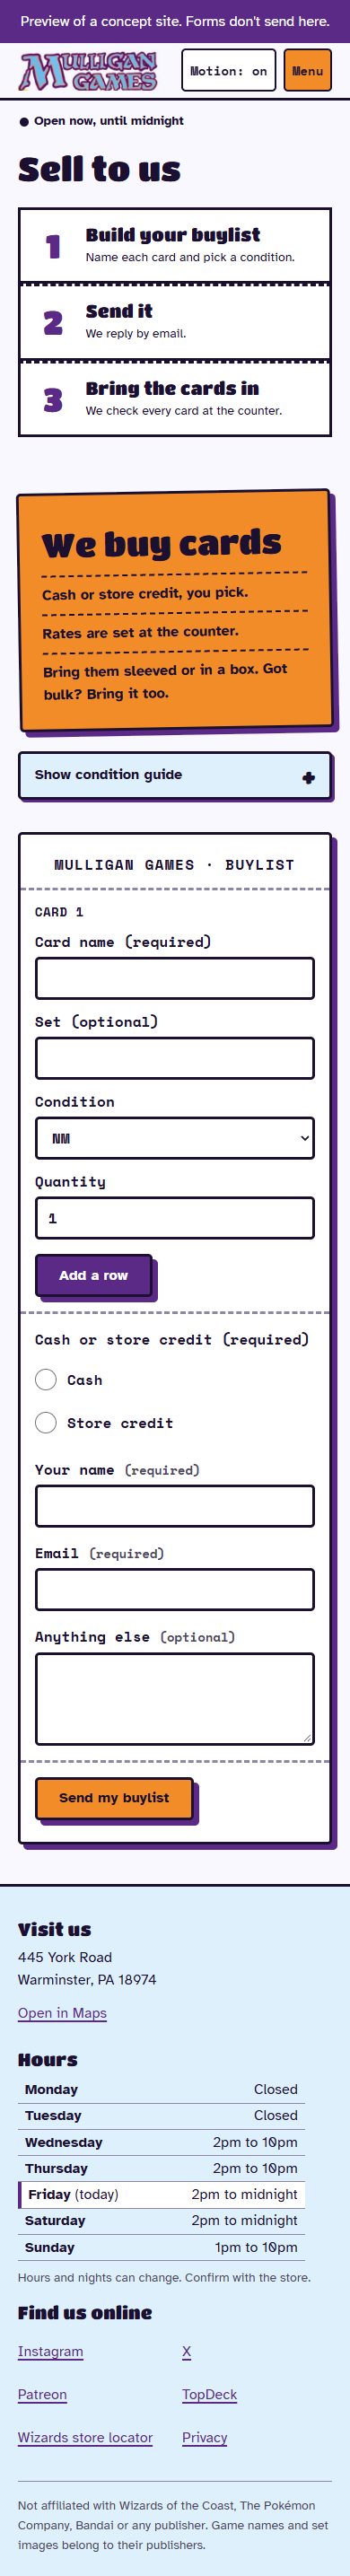 Preview of a concept site. Forms don't send here.
MULLIGAN GAMES
Motion: on
Menu
Open now, until midnight
Sell to us
1
Build your buylist
Name each card and pick a condition.
2
Send it
We reply by email.
3
Bring the cards in
We check every card at the counter.
We buy cards
Cash or store credit, you pick.
Rates are set at the counter.
Bring them sleeved or in a box. Got
bulk? Bring it too.
Show condition guide
MULLIGAN GAMES · BUYLIST
CARD 1
Card name (required)
Set (optional)
Condition
NM
Quantity
1
Add a row
Cash or store credit (required)
Cash
Store credit
Your name (required)
Email (required)
Anything else (optional)
Send my buylist
Visit us
445 York Road
Warminster, PA 18974
Open in Maps
Hours
Monday Closed
Tuesday Closed
Wednesday 2pm to 10pm
Thursday 2pm to 10pm
Friday (today) 2pm to midnight
Saturday 2pm to midnight
Sunday 1pm to 10pm
Hours and nights can change. Confirm with the store.
Find us online
Instagram X
Patreon TopDeck
Wizards store locator Privacy
Not affiliated with Wizards of the Coast, The Pokémon
Company, Bandai or any publisher. Game names and set
images belong to their publishers.